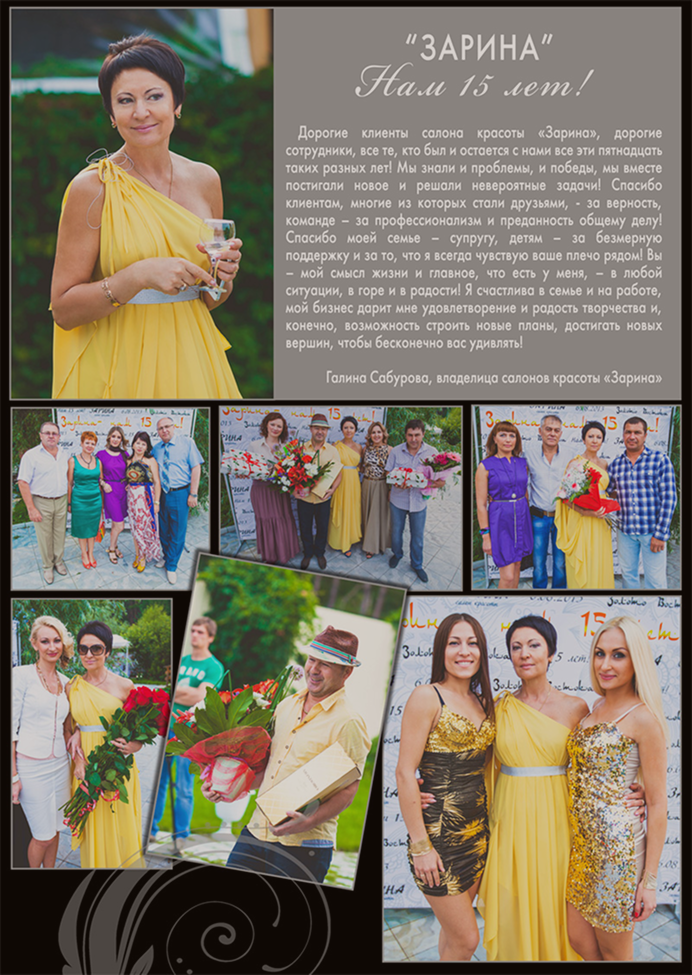 “ЗАРИНА”
Нам 15 лет!
Дорогие клиенты салона красоты «Зарина», дорогие
сотрудники, все те, кто был и остается с нами все эти пятнадцать
таких разных лет! Мы знали и проблемы, и победы, мы вместе
постигали новое и решали невероятные задачи! Спасибо
клиентам, многие из которых стали друзьями, - за верность,
команде – за профессионализм и преданность общему делу!
Спасибо моей семье – супругу, детям – за безмерную
поддержку и за то, что я всегда чувствую ваше плечо рядом! Вы
– мой смысл жизни и главное, что есть у меня, – в любой
ситуации, в горе и в радости! Я счастлива в семье и на работе,
мой бизнес дарит мне удовлетворение и радость творчества и,
конечно, возможность строить новые планы, достигать новых
вершин, чтобы бесконечно вас удивлять!
Галина Сабурова, владелица салонов красоты «Зарина»
15
15 лет